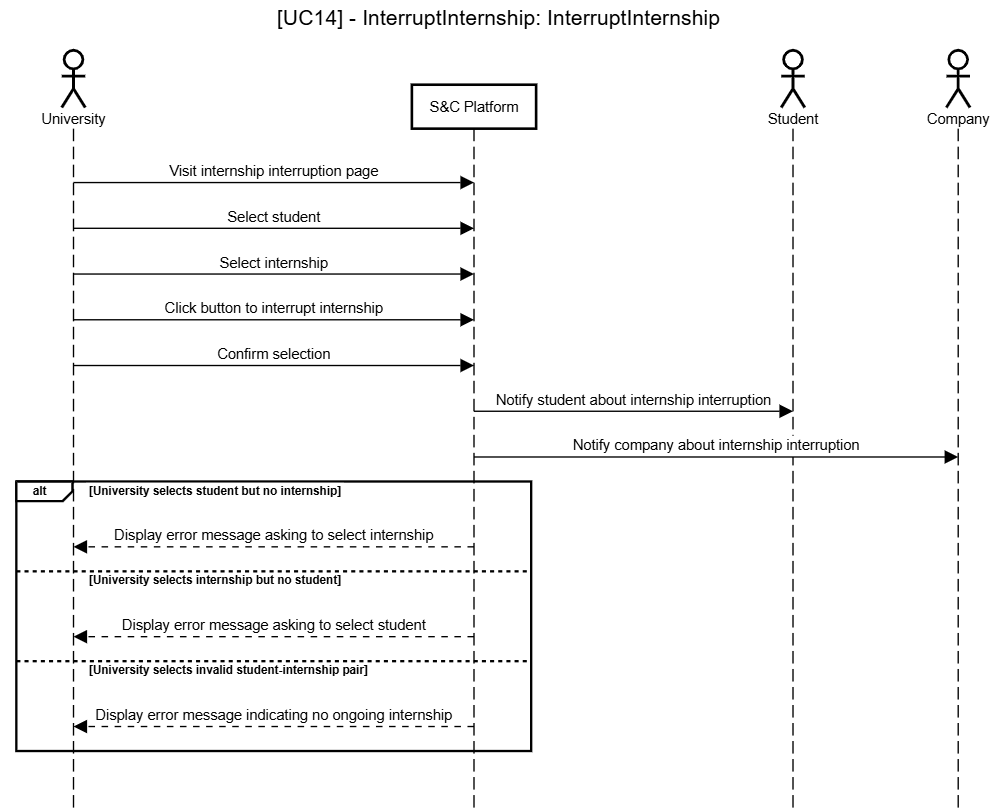 [UC14] - InterruptInternship: InterruptInternship
University
S&C Platform
Student
Company
Visit internship interruption page
Select student
Select internship
Click button to interrupt internship
Confirm selection
Notify student about internship interruption
Notify company about internship interruption
alt
[University selects student but no internship]
Display error message asking to select internship
[University selects internship but no student]
Display error message asking to select student
[University selects invalid student-internship pair]
Display error message indicating no ongoing internship